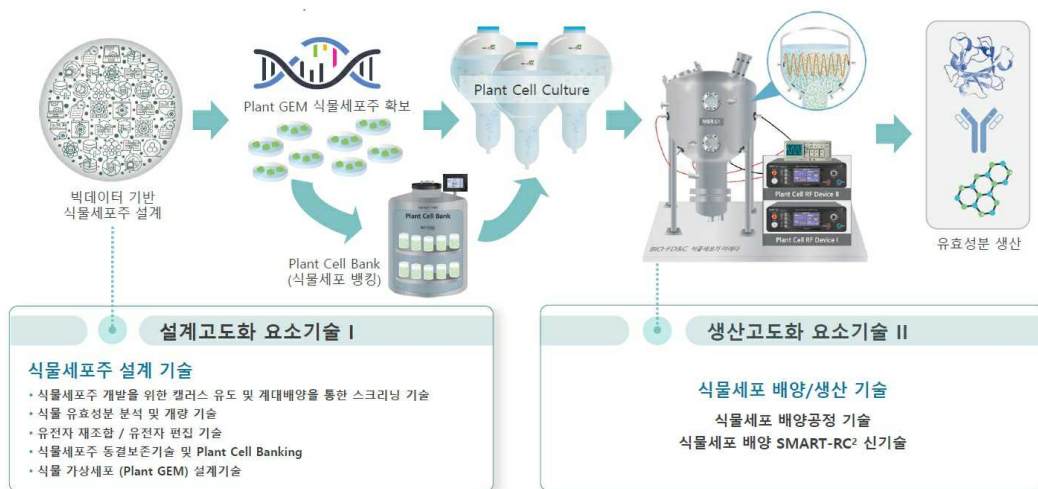 빅데이터 기반
식물세포주 설계
Plant GEM 식물세포주 확보
Plant Cell Bank
Plant Cell Bank
(식물세포 뱅킹)
Plant Cell Culture
Plant Cell RF Device II
Plant Cell RF Device I
BIO-FD&C 식물세포가 미래다
유효성분 생산
설계고도화 요소기술 I
식물세포주 설계 기술
• 식물세포주 개발을 위한 캘러스 유도 및 계대배양을 통한 스크리닝 기술
• 식물 유효성분 분석 및 개량 기술
• 유전자 재조합 / 유전자 편집 기술
• 식물세포주 동결보존기술 및 Plant Cell Banking
• 식물 가상세포 (Plant GEM) 설계기술
생산고도화 요소기술 II
식물세포 배양/생산 기술
식물세포 배양공정 기술
식물세포 배양 SMART-RC² 신기술